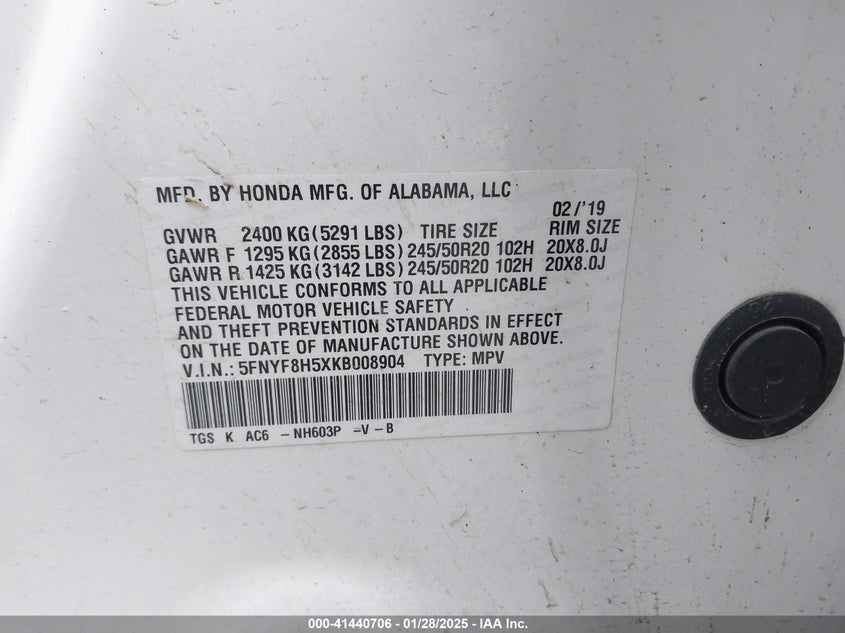 MFD. BY HONDA MFG. OF ALABAMA, LLC
02/'19
GVWR 2400 KG(5291 LBS) TIRE SIZE RIM SIZE
GAWR F 1295 KG(2855 LBS) 245/50R20 102H 20X8.0J
GAWR R 1425 KG(3142 LBS) 245/50R20 102H 20X8.0J
THIS VEHICLE CONFORMS TO ALL APPLICABLE
FEDERAL MOTOR VEHICLE SAFETY
AND THEFT PREVENTION STANDARDS IN EFFECT
ON THE DATE OF MANUFACTURE SHOWN ABOVE.
V.I.N.: 5FNYF8H5XKB008904 TYPE: MPV
TGS K AC6 -NH603P -V-B
000-41440706 - 01/28/2025 - IAA Inc.